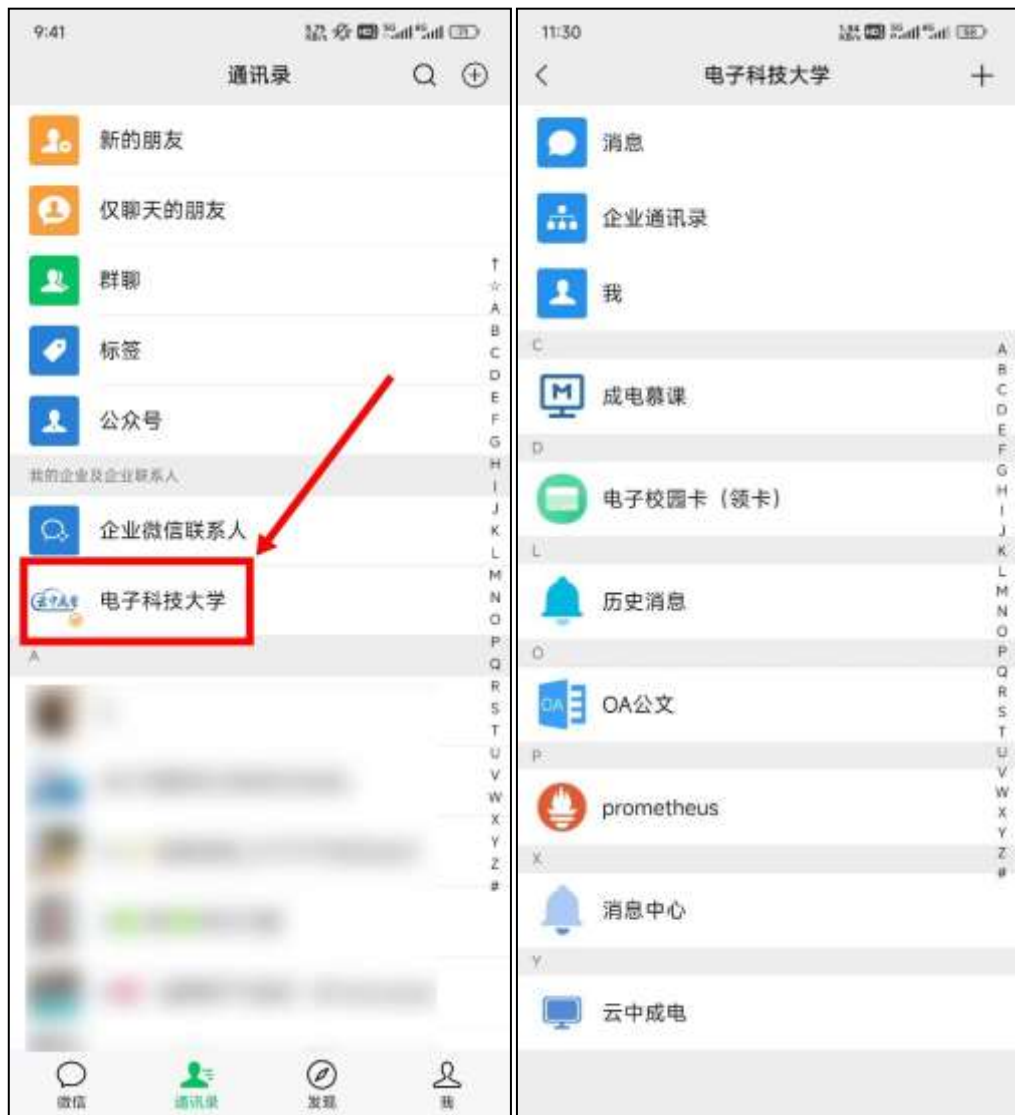 9:41
通讯录
新的朋友
仅聊天的朋友
群聊
标签
公众号
我的企业及企业联系人
企业微信联系人
电子科技大学
A
↑
☆
A
B
C
D
E
F
G
H
I
J
K
L
M
N
O
P
Q
R
S
T
U
V
W
X
Y
Z
#
微信
通讯录
发现
我
11:30
电子科技大学
消息
企业通讯录
我
C
成电慕课
D
电子校园卡（领卡）
L
历史消息
O
OA公文
P
prometheus
X
消息中心
Y
云中成电
A
B
C
D
E
F
G
H
I
J
K
L
M
N
O
P
Q
R
S
T
U
V
W
X
Y
Z
#